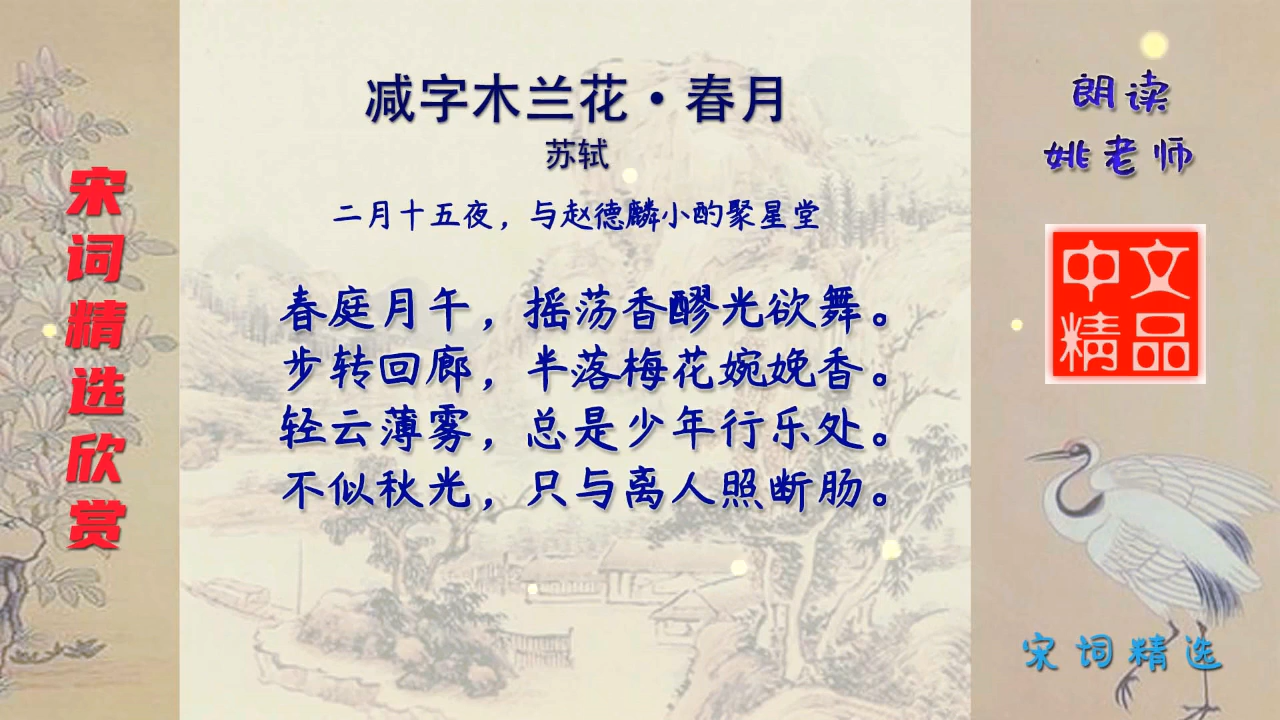 减字木兰花·春月
苏轼
二月十五夜，与赵德麟小酌聚星堂
春庭月午，摇荡香醪光欲舞。
步转回廊，半落梅花婉娩香。
轻云薄雾，总是少年行乐处。
不似秋光，只与离人照断肠。
宋词精选欣赏
朗读
姚老师
中文
精品
宋词精选